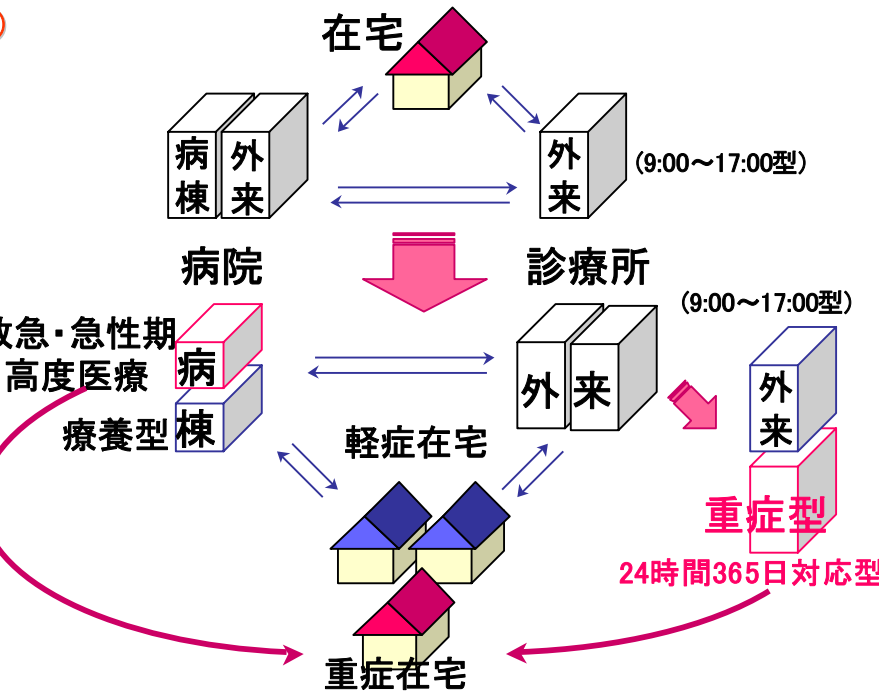 在宅
病棟
外来
外来
(9:00～17:00型)
病院
診療所
(9:00～17:00型)
救急・急性期
高度医療
病
療養型
棟
外
来
外来
軽症在宅
重症型
24時間365日対応型
重症在宅